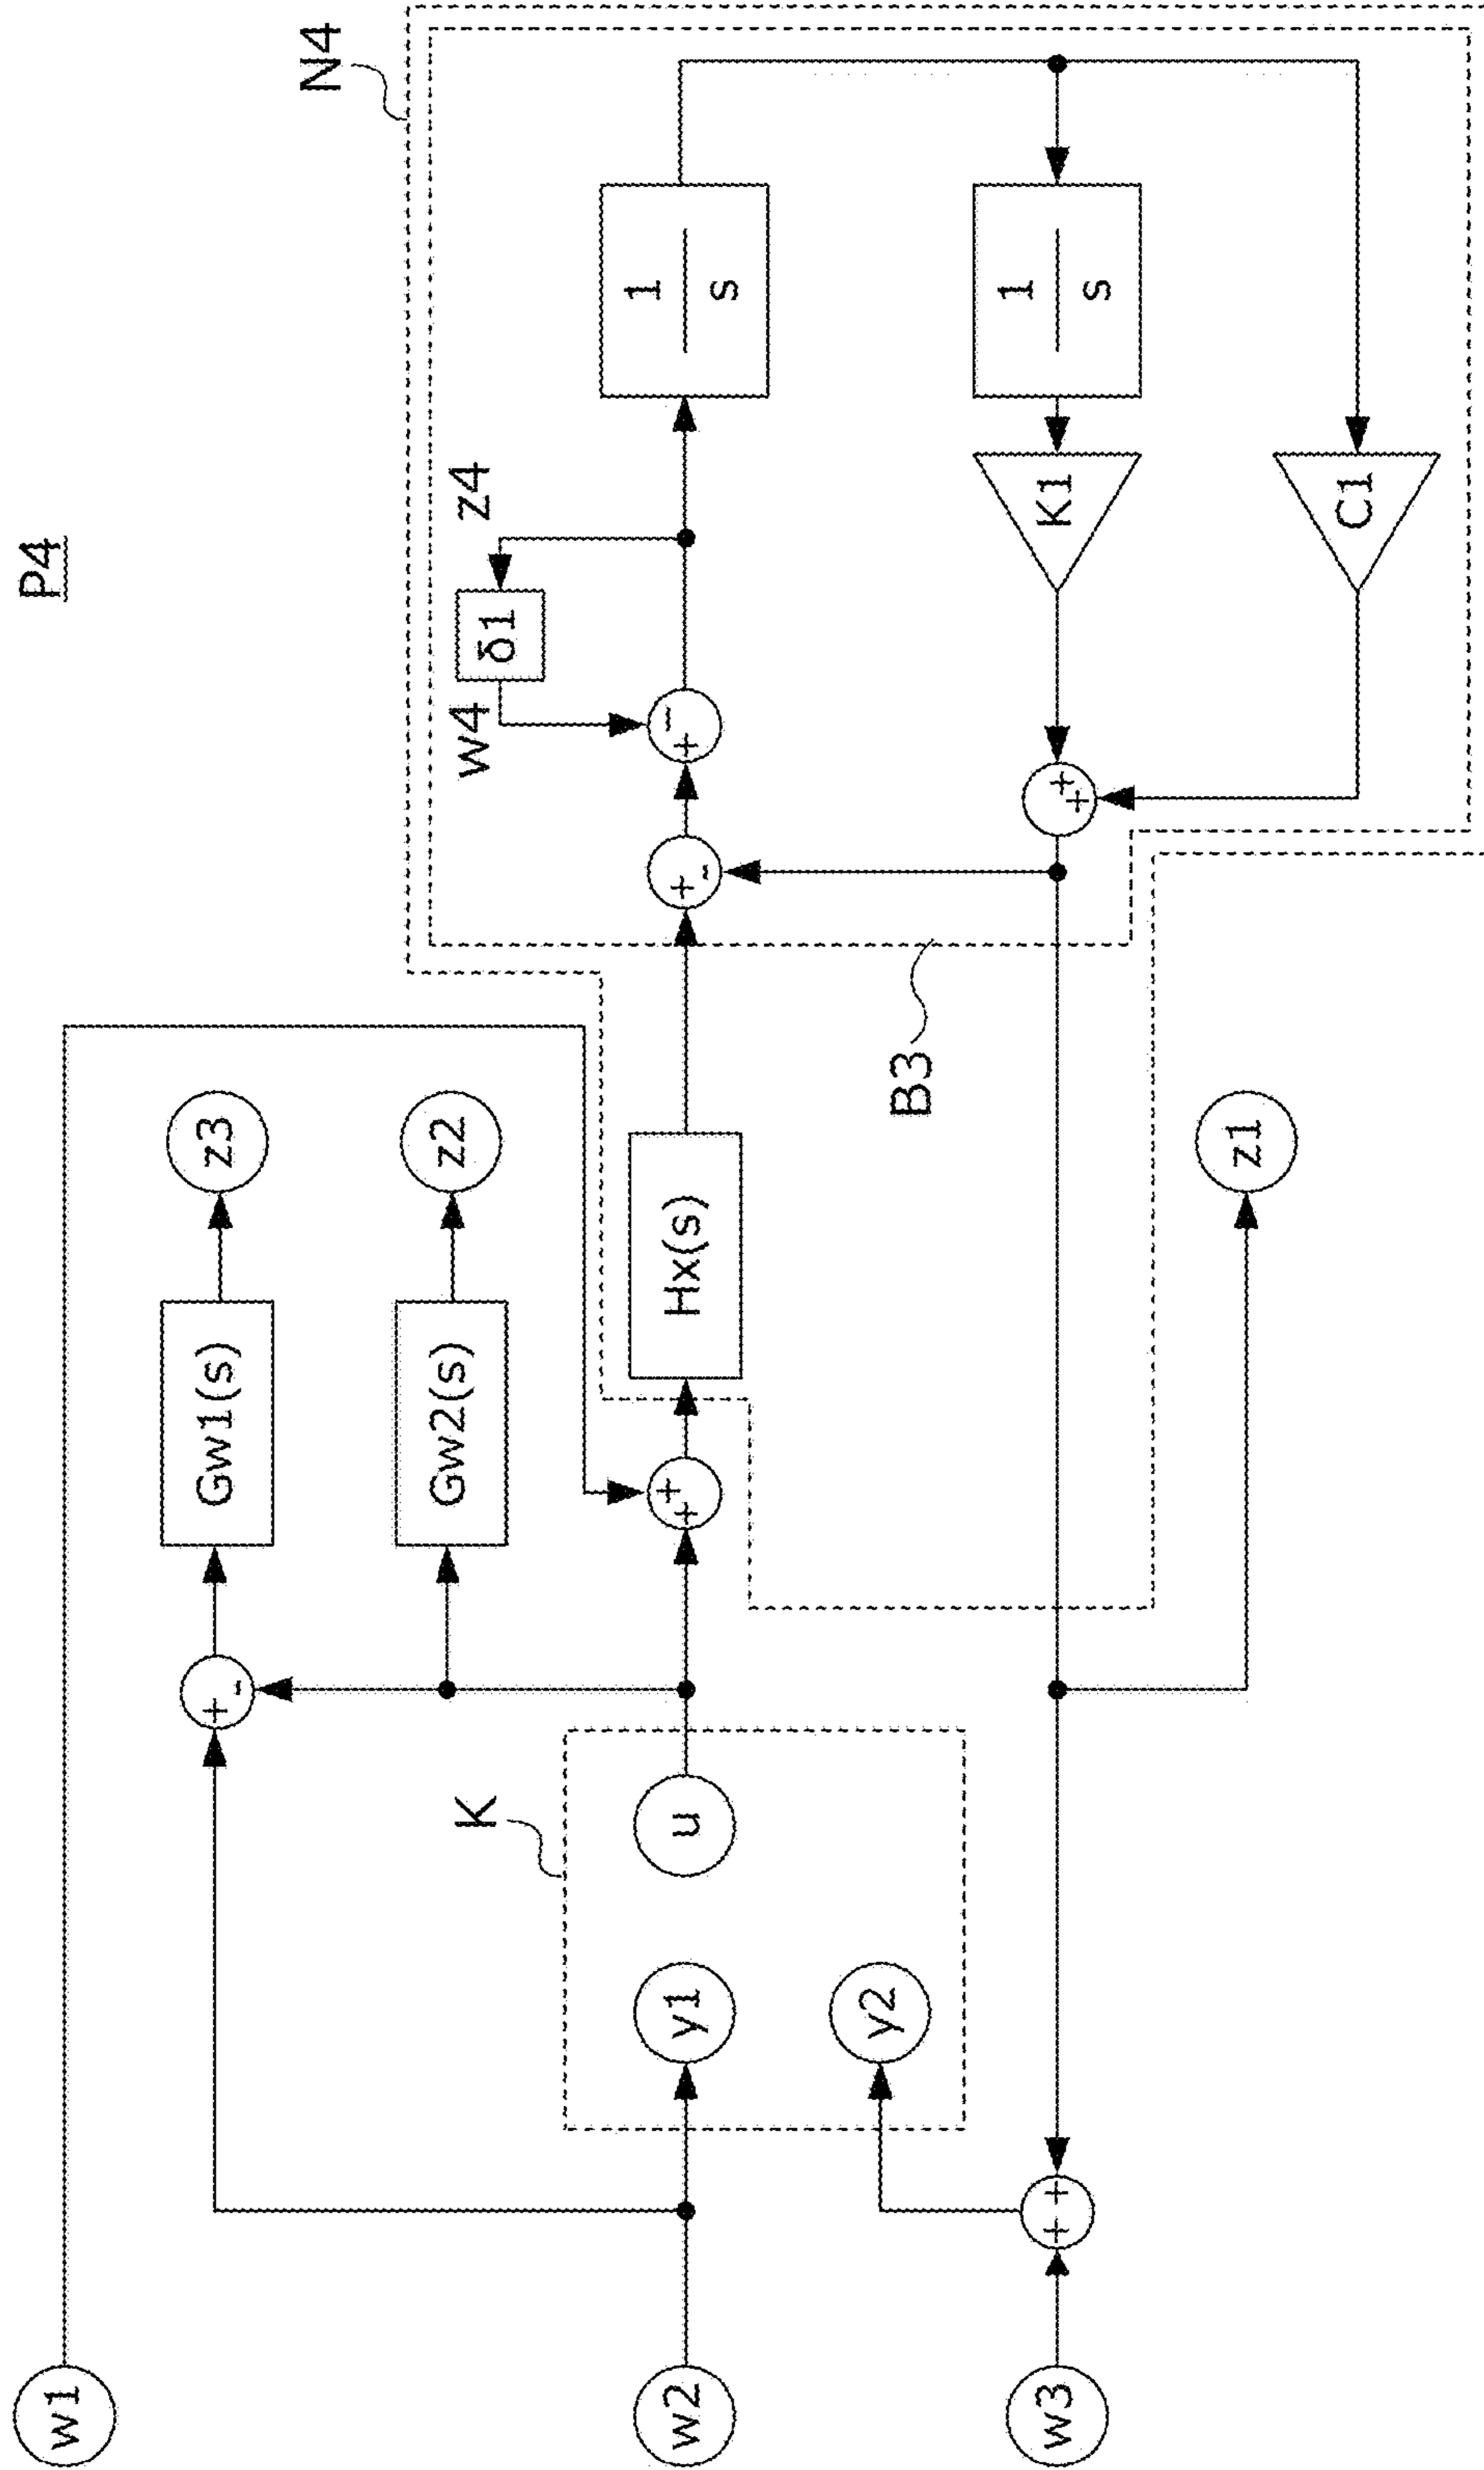 P4
N4
w1
Gw1(s)
z3
Gw2(s)
z2
w4
δ1
z4
K
w2
y1
u
+
-
+
+
Hx(s)
+
-
+
−
1
s
y2
B3
w3
+
+
+
+
K1
1
s
z1
C1